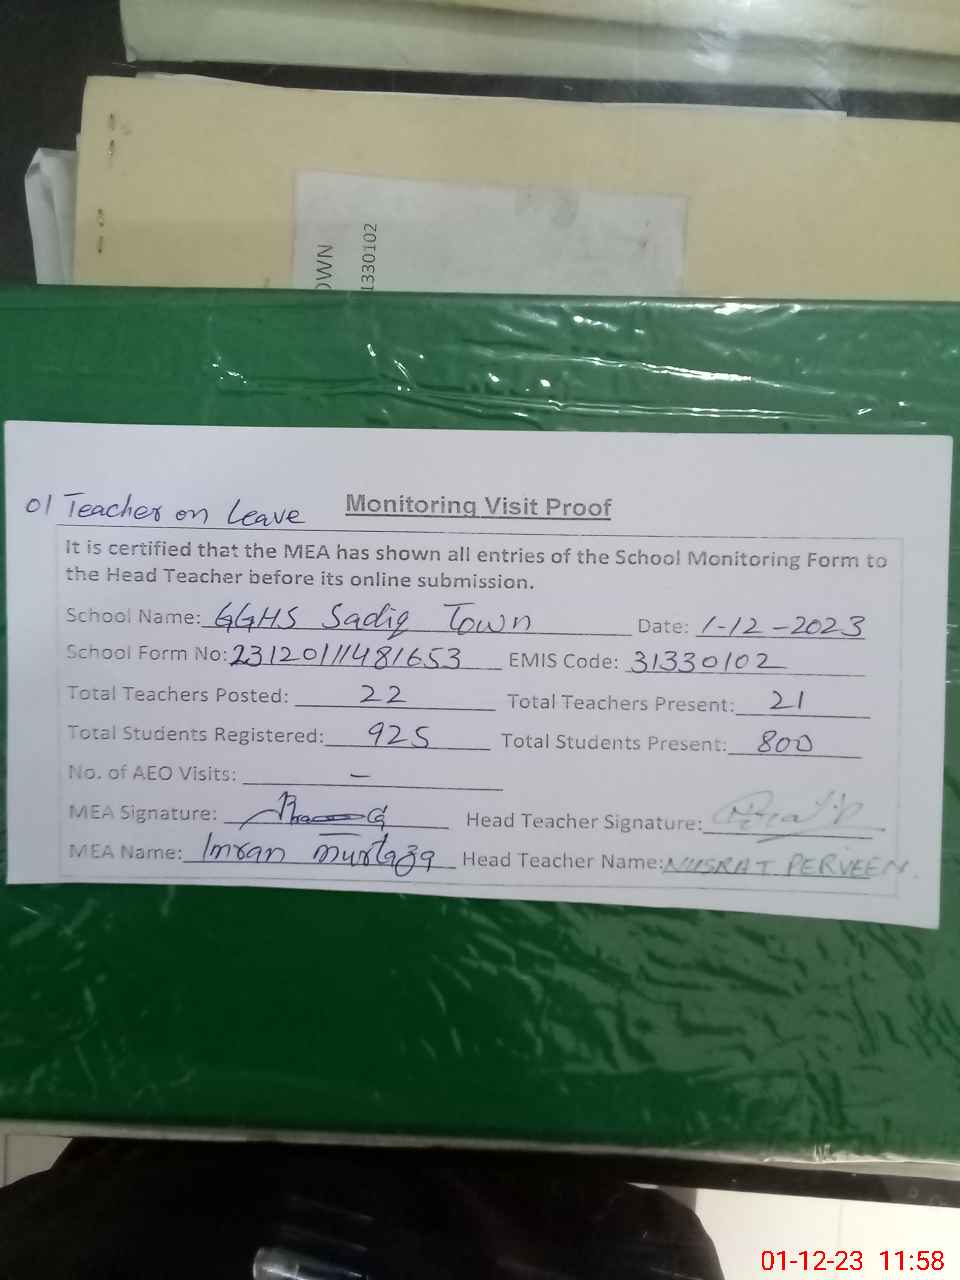 OWN
1330102
01 Teacher on Leave
Monitoring Visit Proof
It is certified that the MEA has shown all entries of the School Monitoring Form to
the Head Teacher before its online submission.
School Name: GGHS Sadiq Town Date: 1-12-2023
School Form No: 23120111481653 EMIS Code: 31330102
Total Teachers Posted: 22 Total Teachers Present: 21
Total Students Registered: 925 Total Students Present: 800
No. of AEO Visits: —
MEA Signature: Head Teacher Signature:
MEA Name: Imran Murtaza Head Teacher Name: NUSRAT PERVEEN.
01-12-23 11:58